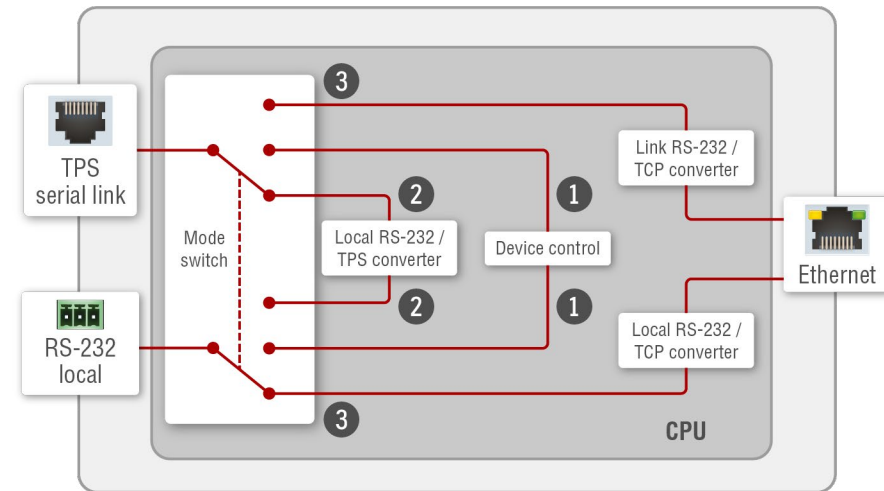 3
TPS
serial link
Link RS-232 /
TCP converter
2
1
Mode
switch
Local RS-232 /
TPS converter
Device control
Ethernet
2
1
RS-232
local
Local RS-232 /
TCP converter
3
CPU